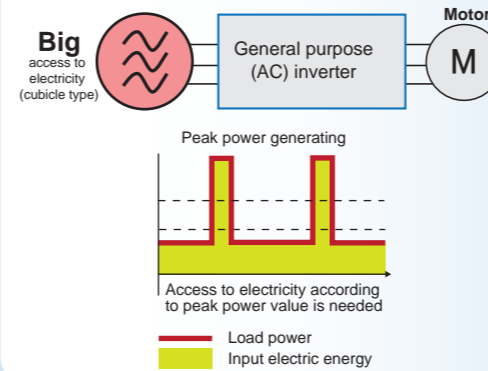 Big
access to
electricity
(cubicle type)
General purpose
(AC) inverter
Motor
M
Peak power generating
Access to electricity according
to peak power value is needed
Load power
Input electric energy